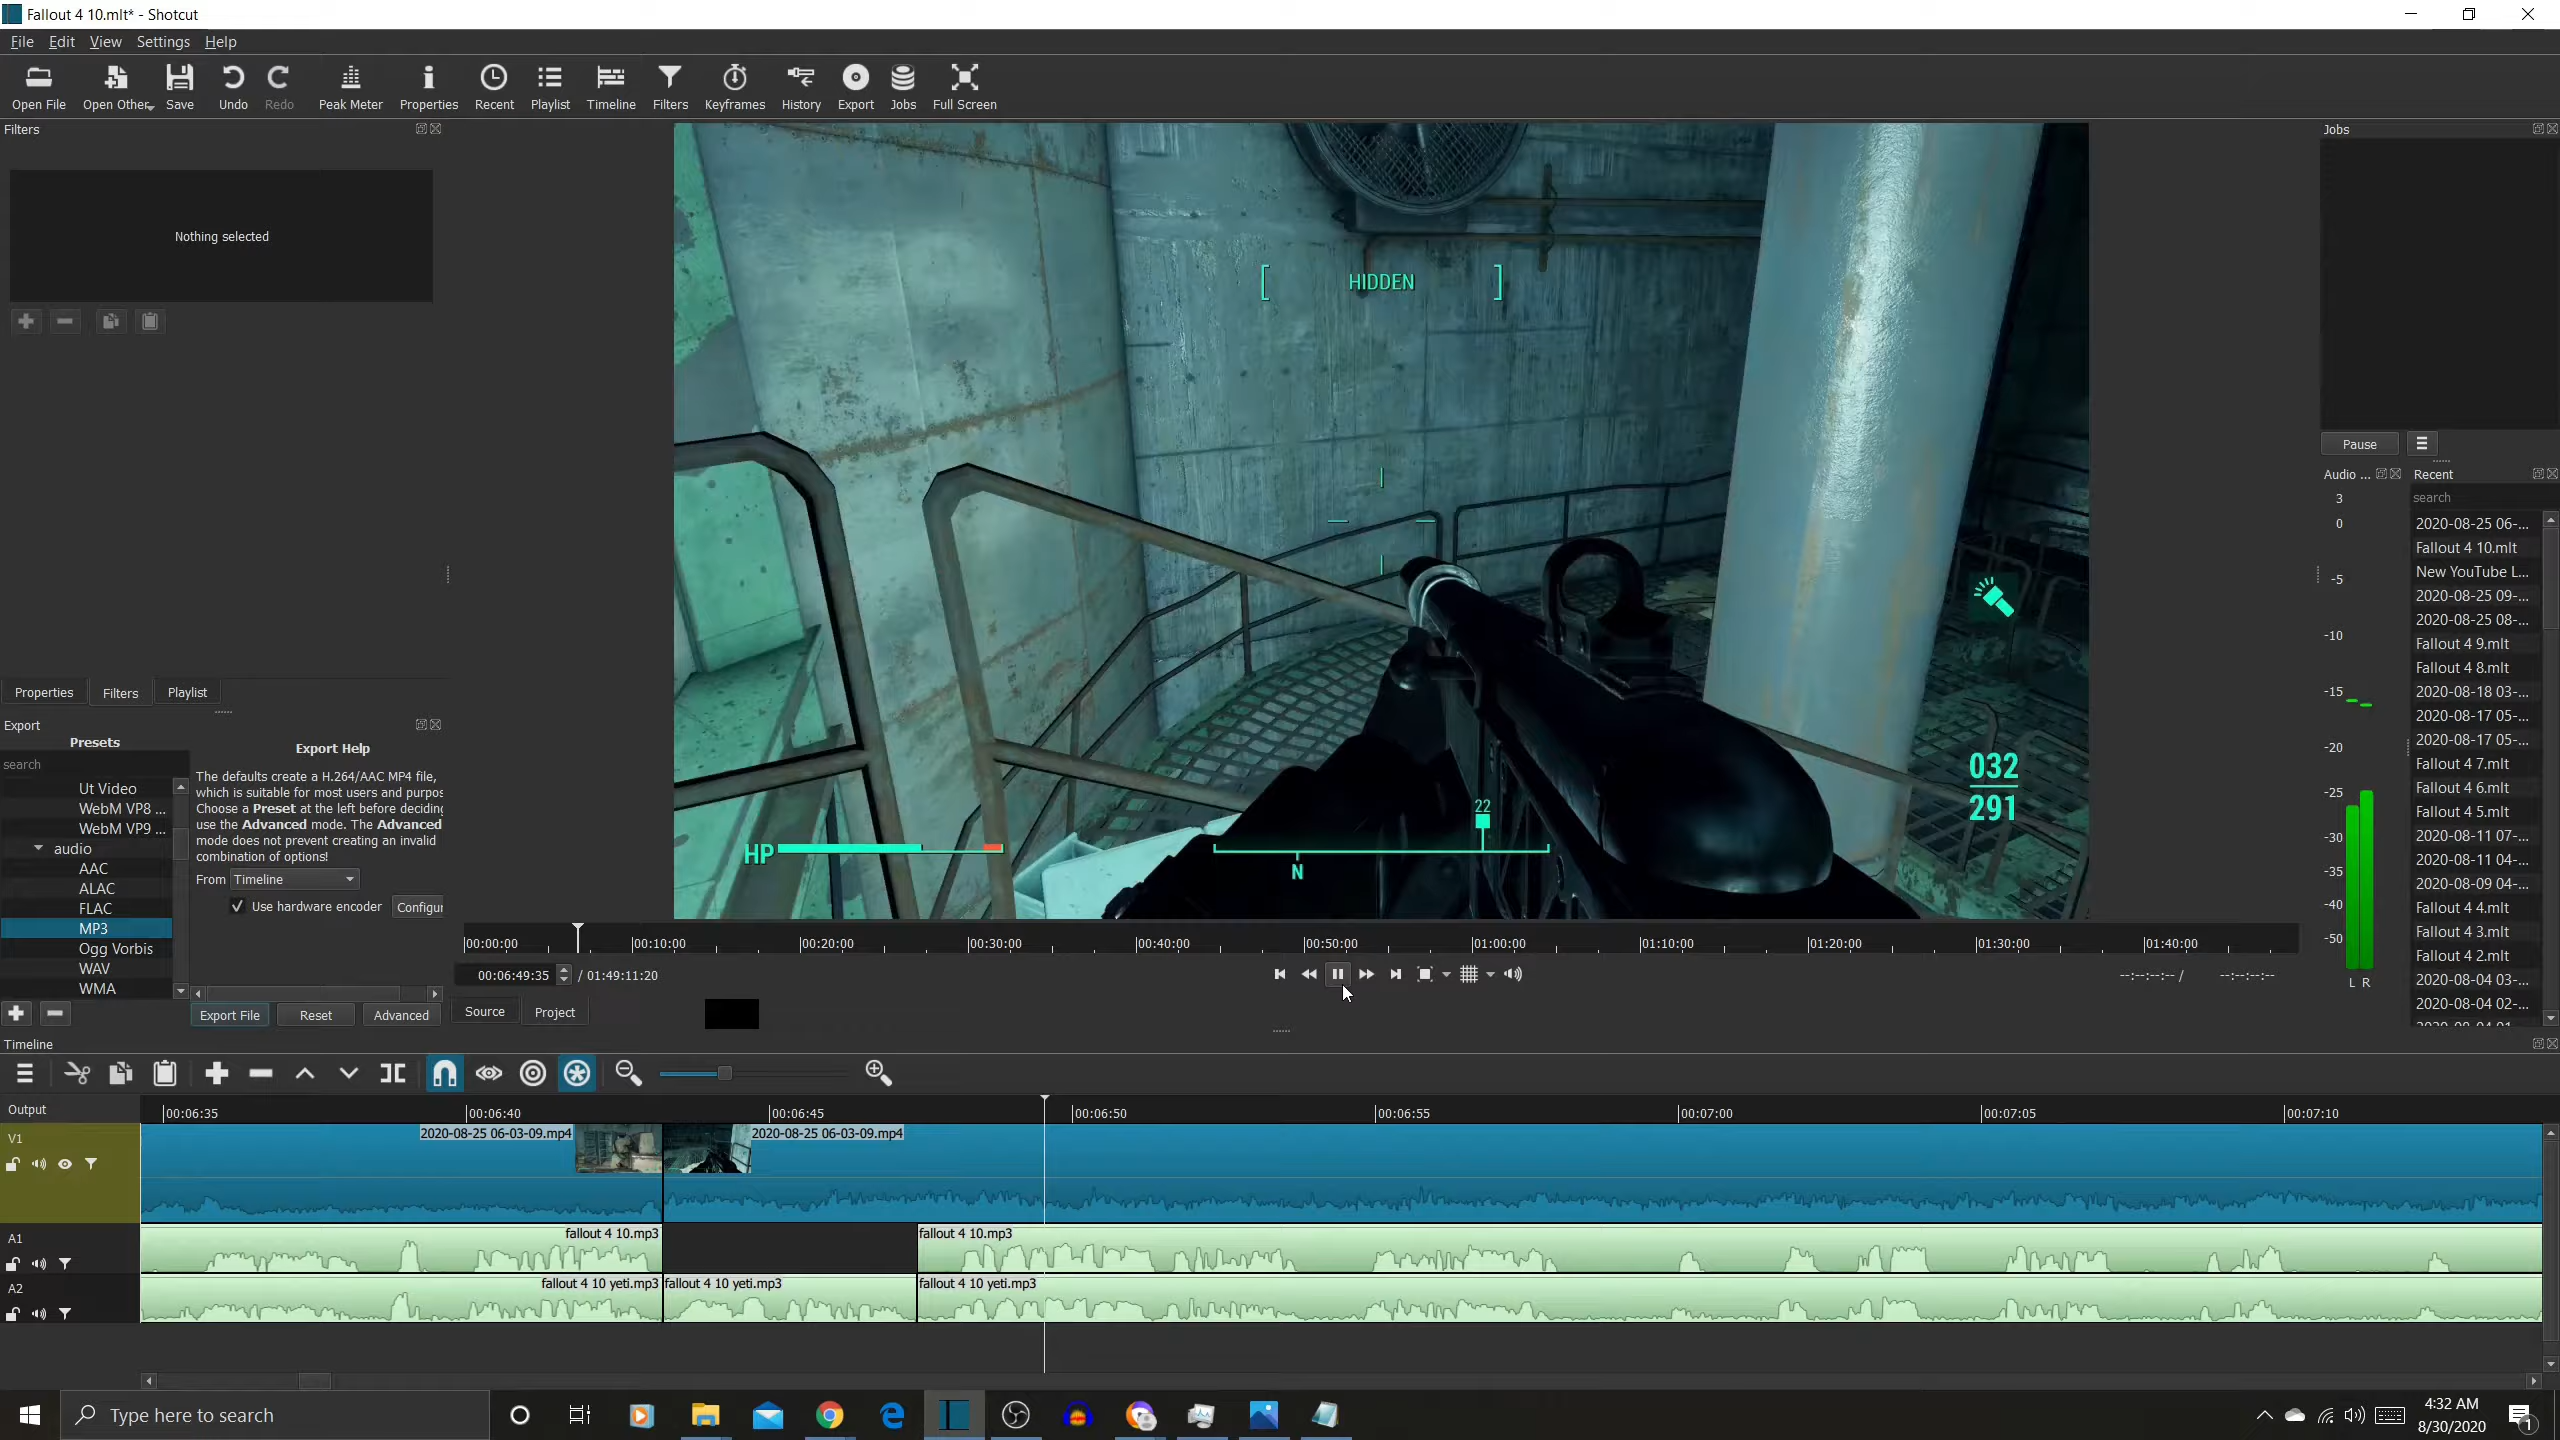 Fallout 4 10.mlt* - Shotcut
File Edit View Settings Help
Open File Open Other Save Undo Redo Peak Meter Properties Recent Playlist Timeline Filters Keyframes History Export Jobs Full Screen
Filters
Nothing selected
Properties Filters Playlist
Export
Presets
search
Ut Video
WebM VP8 ...
WebM VP9 ...
audio
AAC
ALAC
FLAC
MP3
Ogg Vorbis
WAV
WMA
Export Help
The defaults create a H.264/AAC MP4 file,
which is suitable for most users and purpos
Choose a Preset at the left before deciding
use the Advanced mode. The Advanced
mode does not prevent creating an invalid
combination of options!
From Timeline
Use hardware encoder Configur
Export File Reset Advanced
[ HIDDEN ]
032
291
22
HP
N
00:00:00 00:10:00 00:20:00 00:30:00 00:40:00 00:50:00 01:00:00 01:10:00 01:20:00 01:30:00 01:40:00
00:06:49:35 / 01:49:11:20
--:--:--:-- / --:--:--:--
Source Project
Jobs
Pause
Audio ...
3
0
-5
-10
-15
-20
-25
-30
-35
-40
-50
L R
Recent
search
2020-08-25 06-...
Fallout 4 10.mlt
New YouTube L...
2020-08-25 09-...
2020-08-25 08-...
Fallout 4 9.mlt
Fallout 4 8.mlt
2020-08-18 03-...
2020-08-17 05-...
2020-08-17 05-...
Fallout 4 7.mlt
Fallout 4 6.mlt
Fallout 4 5.mlt
2020-08-11 07-...
2020-08-11 04-...
2020-08-09 04-...
Fallout 4 4.mlt
Fallout 4 3.mlt
Fallout 4 2.mlt
2020-08-04 03-...
2020-08-04 02-...
Timeline
Output
00:06:35 00:06:40 00:06:45 00:06:50 00:06:55 00:07:00 00:07:05 00:07:10
V1
2020-08-25 06-03-09.mp4 2020-08-25 06-03-09.mp4
A1
fallout 4 10.mp3 fallout 4 10.mp3
A2
fallout 4 10 yeti.mp3 fallout 4 10 yeti.mp3 fallout 4 10 yeti.mp3
Type here to search
4:32 AM
8/30/2020
1